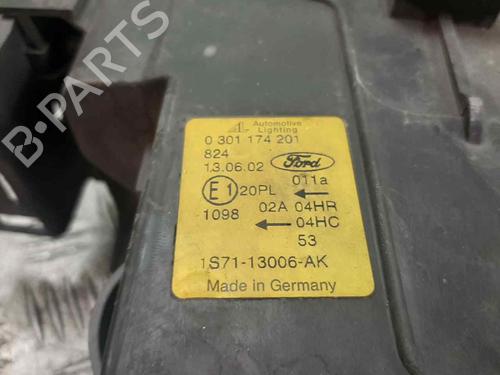 B-PARTS
Automotive
Lighting
0 301 174 201
824
13.06.02 Ford
E1 20PL 011a
1098 02A 04HR
04HC
53
1S71-13006-AK
Made in Germany